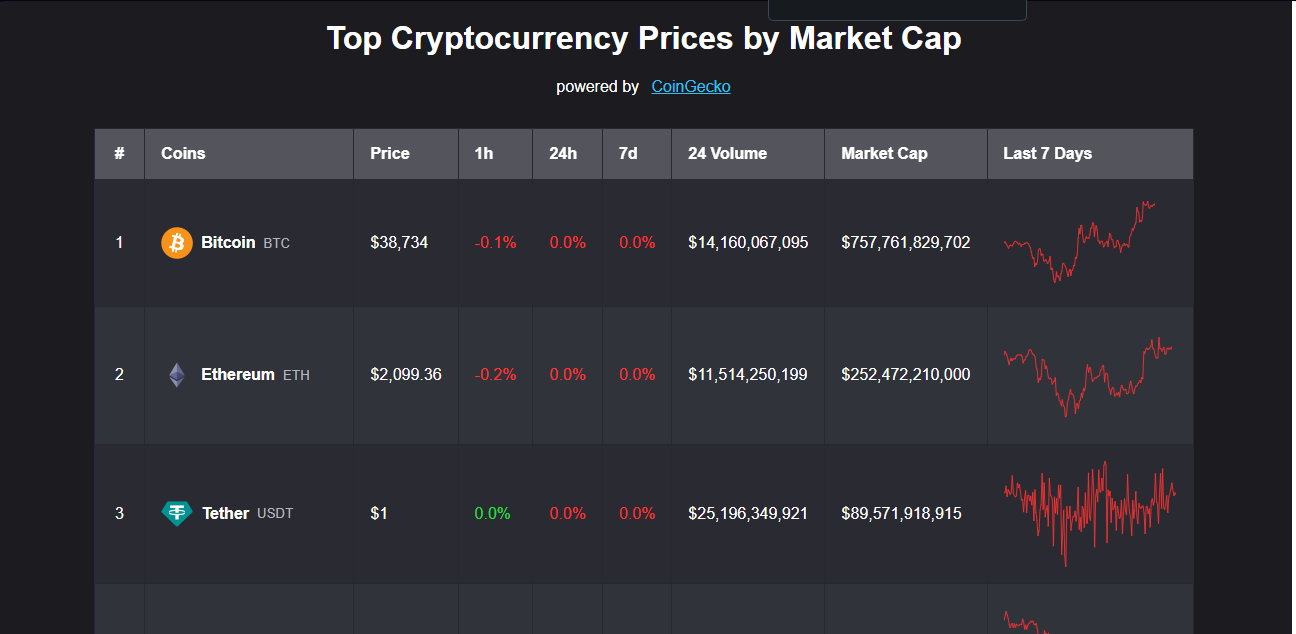 Top Cryptocurrency Prices by Market Cap
powered by CoinGecko
# Coins Price 1h 24h 7d 24 Volume Market Cap Last 7 Days
1 Bitcoin BTC $38,734 -0.1% 0.0% 0.0% $14,160,067,095 $757,761,829,702
2 Ethereum ETH $2,099.36 -0.2% 0.0% 0.0% $11,514,250,199 $252,472,210,000
3 Tether USDT $1 0.0% 0.0% 0.0% $25,196,349,921 $89,571,918,915